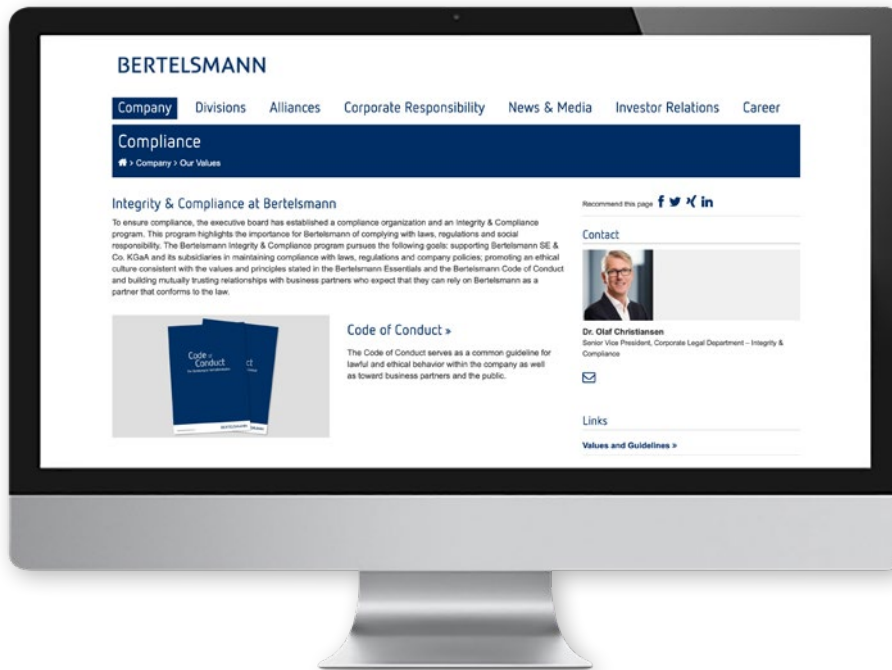 BERTELSMANN
Company Divisions Alliances Corporate Responsibility News & Media Investor Relations Career
Compliance
> Company > Our Values
Integrity & Compliance at Bertelsmann
To ensure compliance, the executive board has established a compliance organization and an Integrity & Compliance
program. This program highlights the importance for Bertelsmann of complying with laws, regulations and social
responsibility. The Bertelsmann Integrity & Compliance program pursues the following goals: supporting Bertelsmann SE &
Co. KGaA and its subsidiaries in maintaining compliance with laws, regulations and company policies; promoting an ethical
culture consistent with the values and principles stated in the Bertelsmann Essentials and the Bertelsmann Code of Conduct
and building mutually trusting relationships with business partners who expect that they can rely on Bertelsmann as a
partner that conforms to the law.
Code of
Conduct
BERTELSMANN
Code of Conduct »
The Code of Conduct serves as a common guideline for
lawful and ethical behavior within the company as well
as toward business partners and the public.
Recommend this page
Contact
Dr. Olaf Christiansen
Senior Vice President, Corporate Legal Department – Integrity &
Compliance
Links
Values and Guidelines »